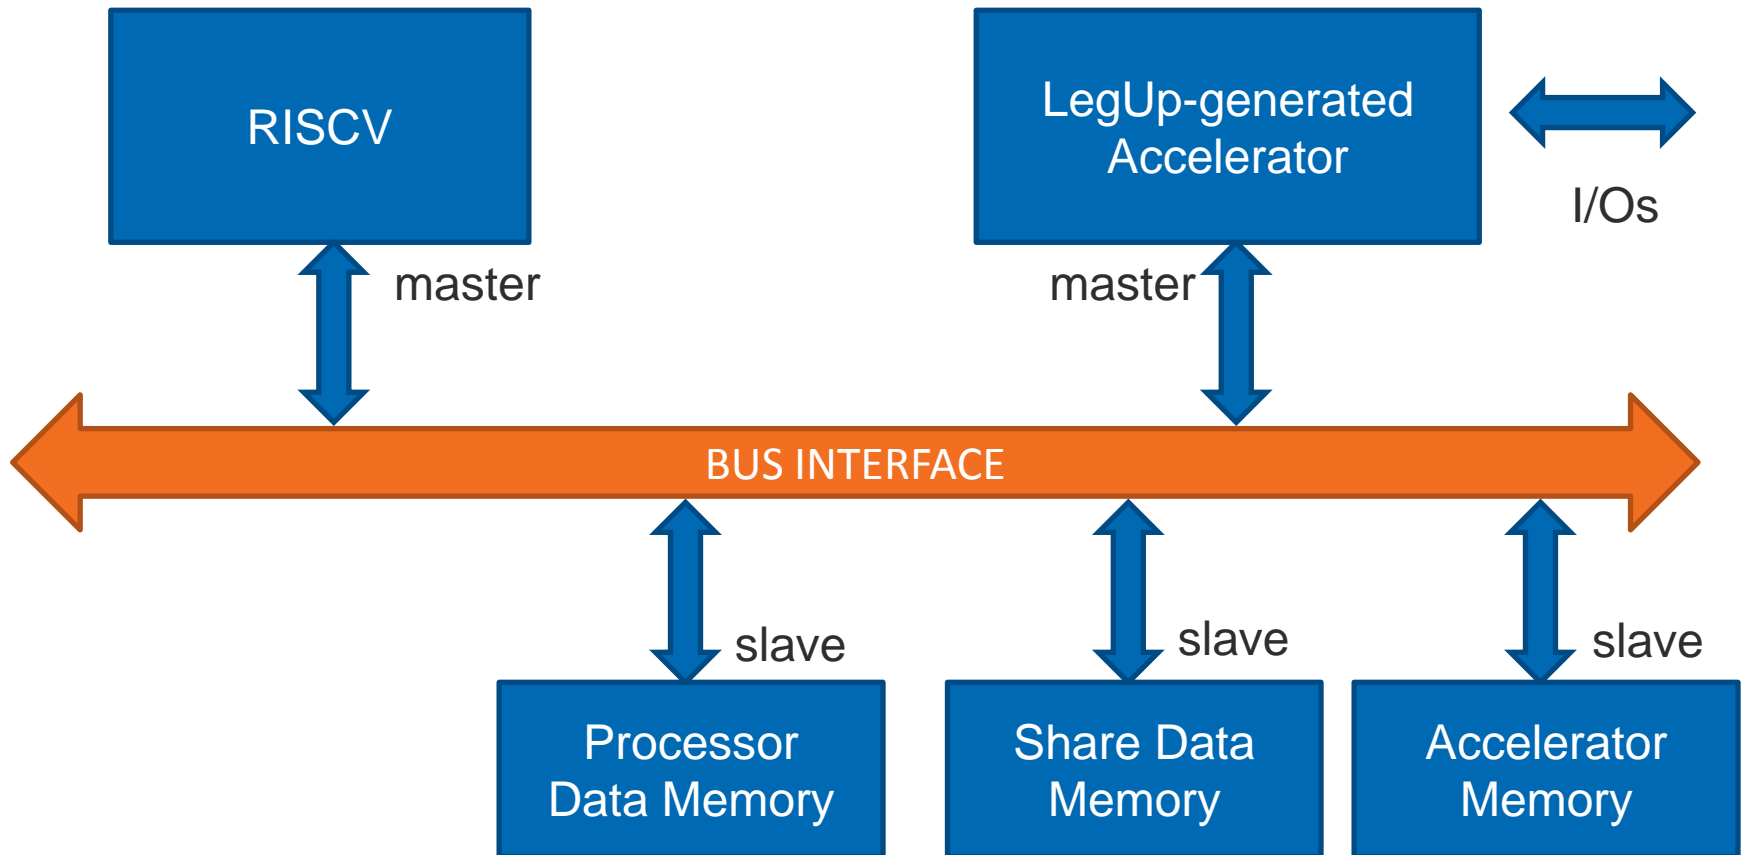 RISCV
LegUp-generated
Accelerator
I/Os
master
master
BUS INTERFACE
slave
slave
slave
Processor
Data Memory
Share Data
Memory
Accelerator
Memory